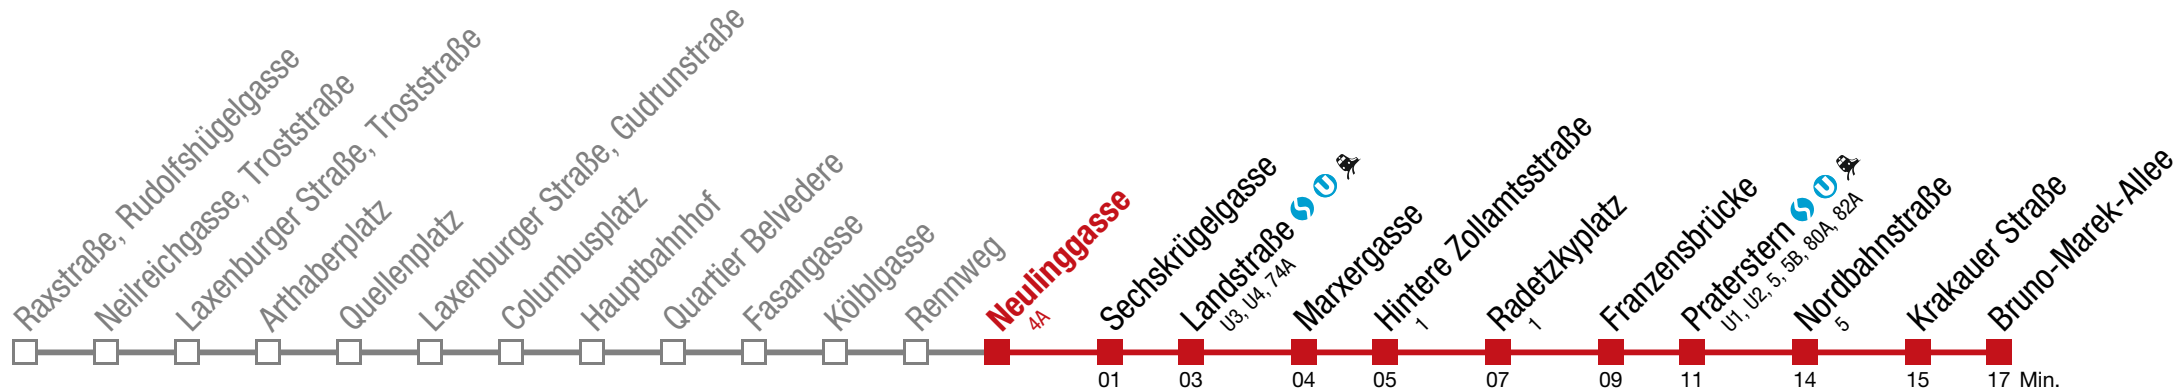 Raxstraße, Rudolfshügelgasse
Neilreichgasse, Troststraße
Laxenburger Straße, Troststraße
Arthaberplatz
Quellenplatz
Laxenburger Straße, Gudrunstraße
Columbusplatz
Hauptbahnhof
Quartier Belvedere
Fasangasse
Kölblgasse
Rennweg
Neulinggasse
4A
Sechskrügelgasse
Landstraße S U
U3, U4, 74A
Marxergasse
Hintere Zollamtsstraße
1
Radetzkyplatz
1
Franzensbrücke
Praterstern S U
U1, U2, 5, 5B, 80A, 82A
Nordbahnstraße
5
Krakauer Straße
Bruno-Marek-Allee
01 03 04 05 07 09 11 14 15 17 Min.